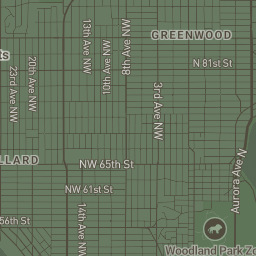 GREENWOOD
ts
N 81st St
23rd Ave NW
20th Ave NW
13th Ave NW
10th Ave NW
8th Ave NW
3rd Ave NW
Aurora Ave N
LLARD
NW 65th St
NW 61st St
56th St
14th Ave NW
Woodland Park Zo